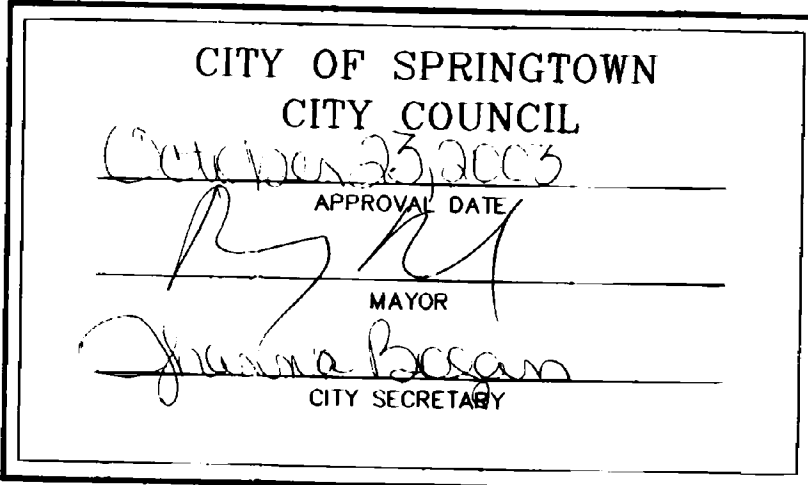 CITY OF SPRINGTOWN
CITY COUNCIL
October 23, 2003
APPROVAL DATE
MAYOR
CITY SECRETARY